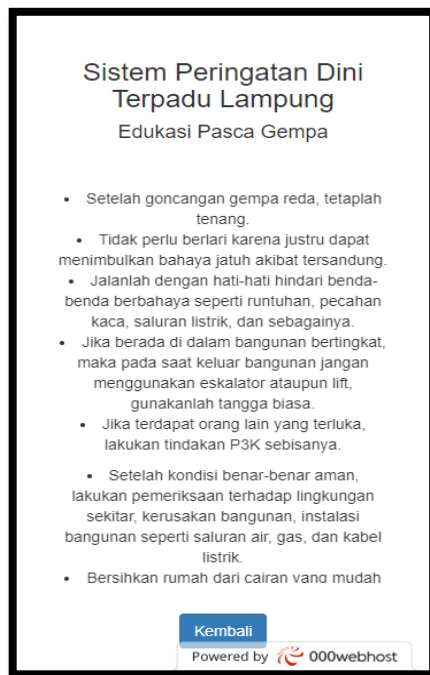 Sistem Peringatan Dini
Terpadu Lampung
Edukasi Pasca Gempa
• Setelah goncangan gempa reda, tetaplah
tenang.
• Tidak perlu berlari karena justru dapat
menimbulkan bahaya jatuh akibat tersandung.
• Jalanlah dengan hati-hati hindari benda-
benda berbahaya seperti runtuhan, pecahan
kaca, saluran listrik, dan sebagainya.
• Jika berada di dalam bangunan bertingkat,
maka pada saat keluar bangunan jangan
menggunakan eskalator ataupun lift,
gunakanlah tangga biasa.
• Jika terdapat orang lain yang terluka,
lakukan tindakan P3K sebisanya.
• Setelah kondisi benar-benar aman,
lakukan pemeriksaan terhadap lingkungan
sekitar, kerusakan bangunan, instalasi
bangunan seperti saluran air, gas, dan kabel
listrik.
• Bersihkan rumah dari cairan yang mudah
Kembali
Powered by 000webhost